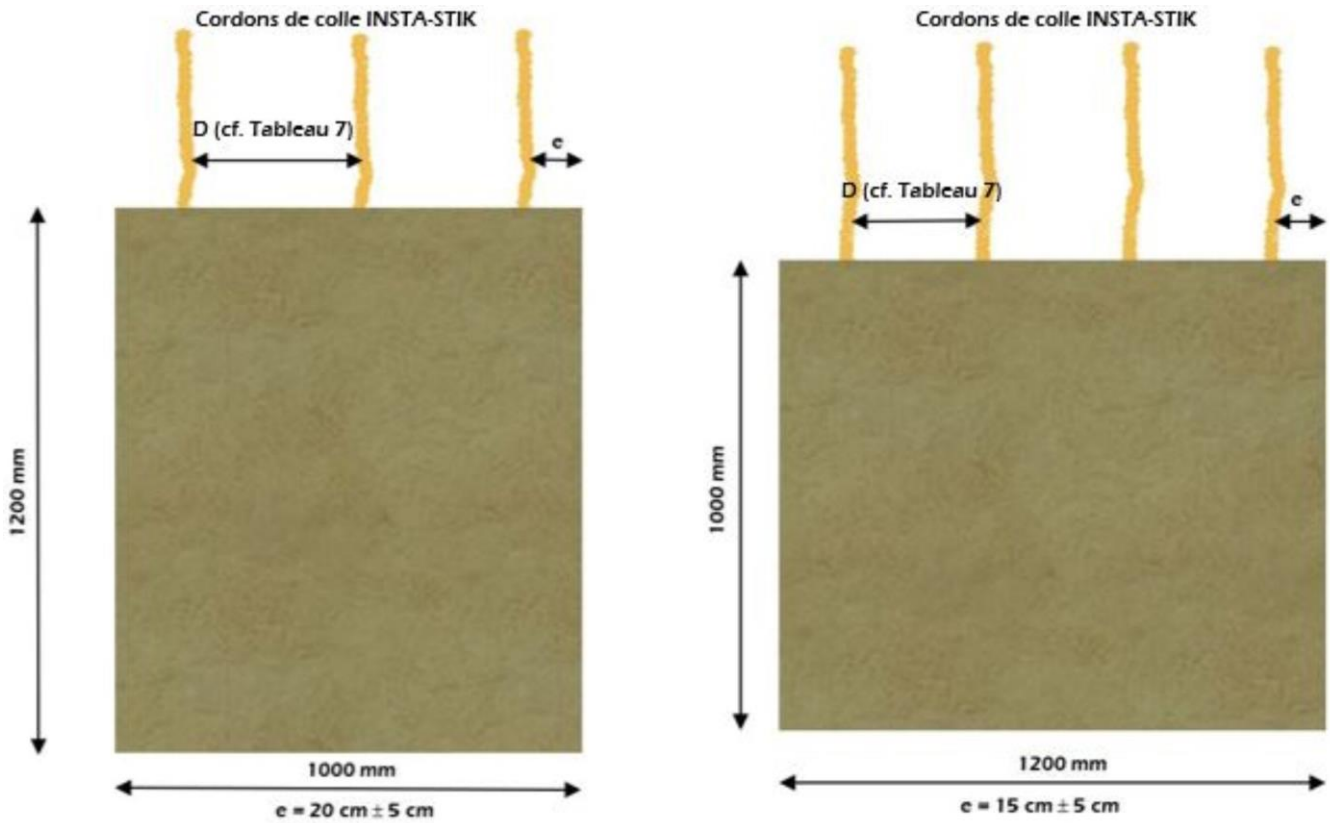 Cordons de colle INSTA-STIK
D (cf. Tableau 7)
e
1200 mm
1000 mm
e = 20 cm ± 5 cm
Cordons de colle INSTA-STIK
D (cf. Tableau 7)
e
1000 mm
1200 mm
e = 15 cm ± 5 cm